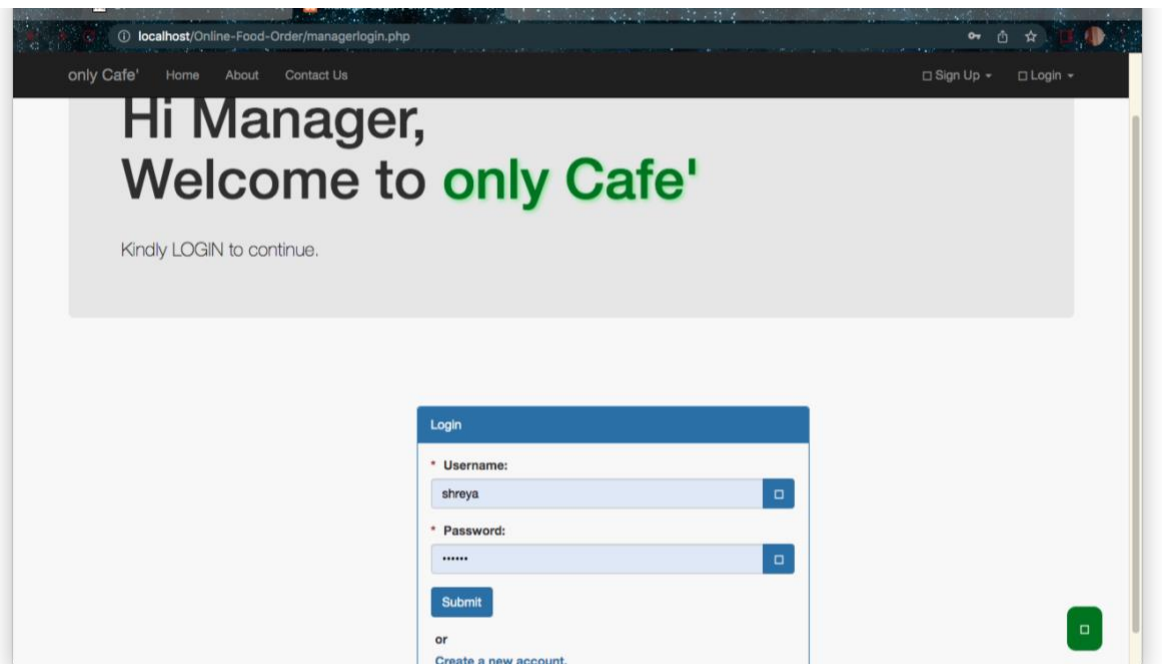 localhost/Online-Food-Order/managerlogin.php
only Cafe' Home About Contact Us Sign Up Login
Hi Manager,
Welcome to only Cafe'
Kindly LOGIN to continue.
Login
* Username:
shreya
* Password:
••••••
Submit
or
Create a new account.